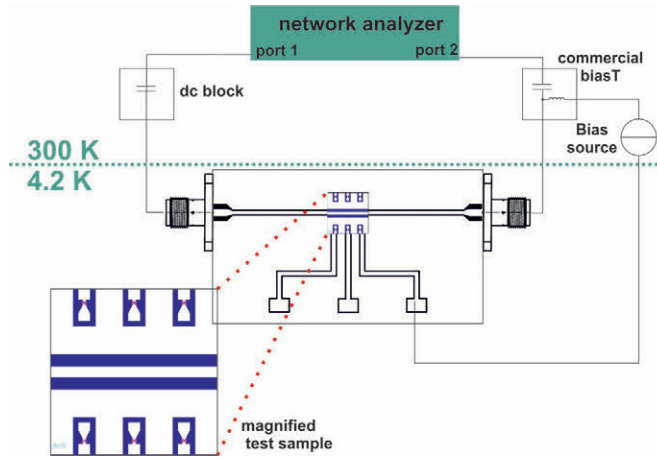 network analyzer
port 1
port 2
dc block
commercial
biasT
Bias
source
300 K
4.2 K
magnified
test sample